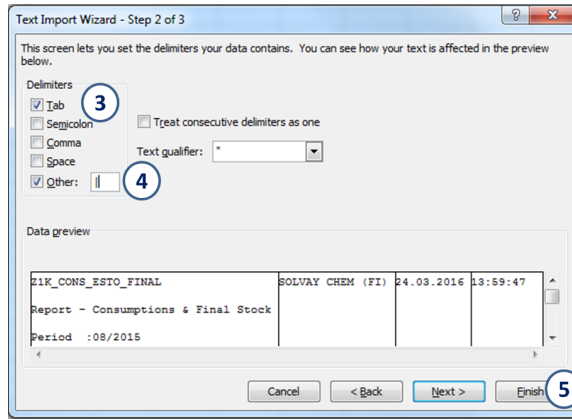 Text Import Wizard - Step 2 of 3
This screen lets you set the delimiters your data contains. You can see how your text is affected in the preview
below.
Delimiters
Tab
3
Semicolon
Treat consecutive delimiters as one
Comma
Text qualifier: "
Space
Other: |
4
Data preview
Z1K_CONS_ESTO_FINAL SOLVAY CHEM (FI) 24.03.2016 13:59:47
Report - Consumptions & Final Stock
Period :08/2015
Cancel < Back Next > Finish 5